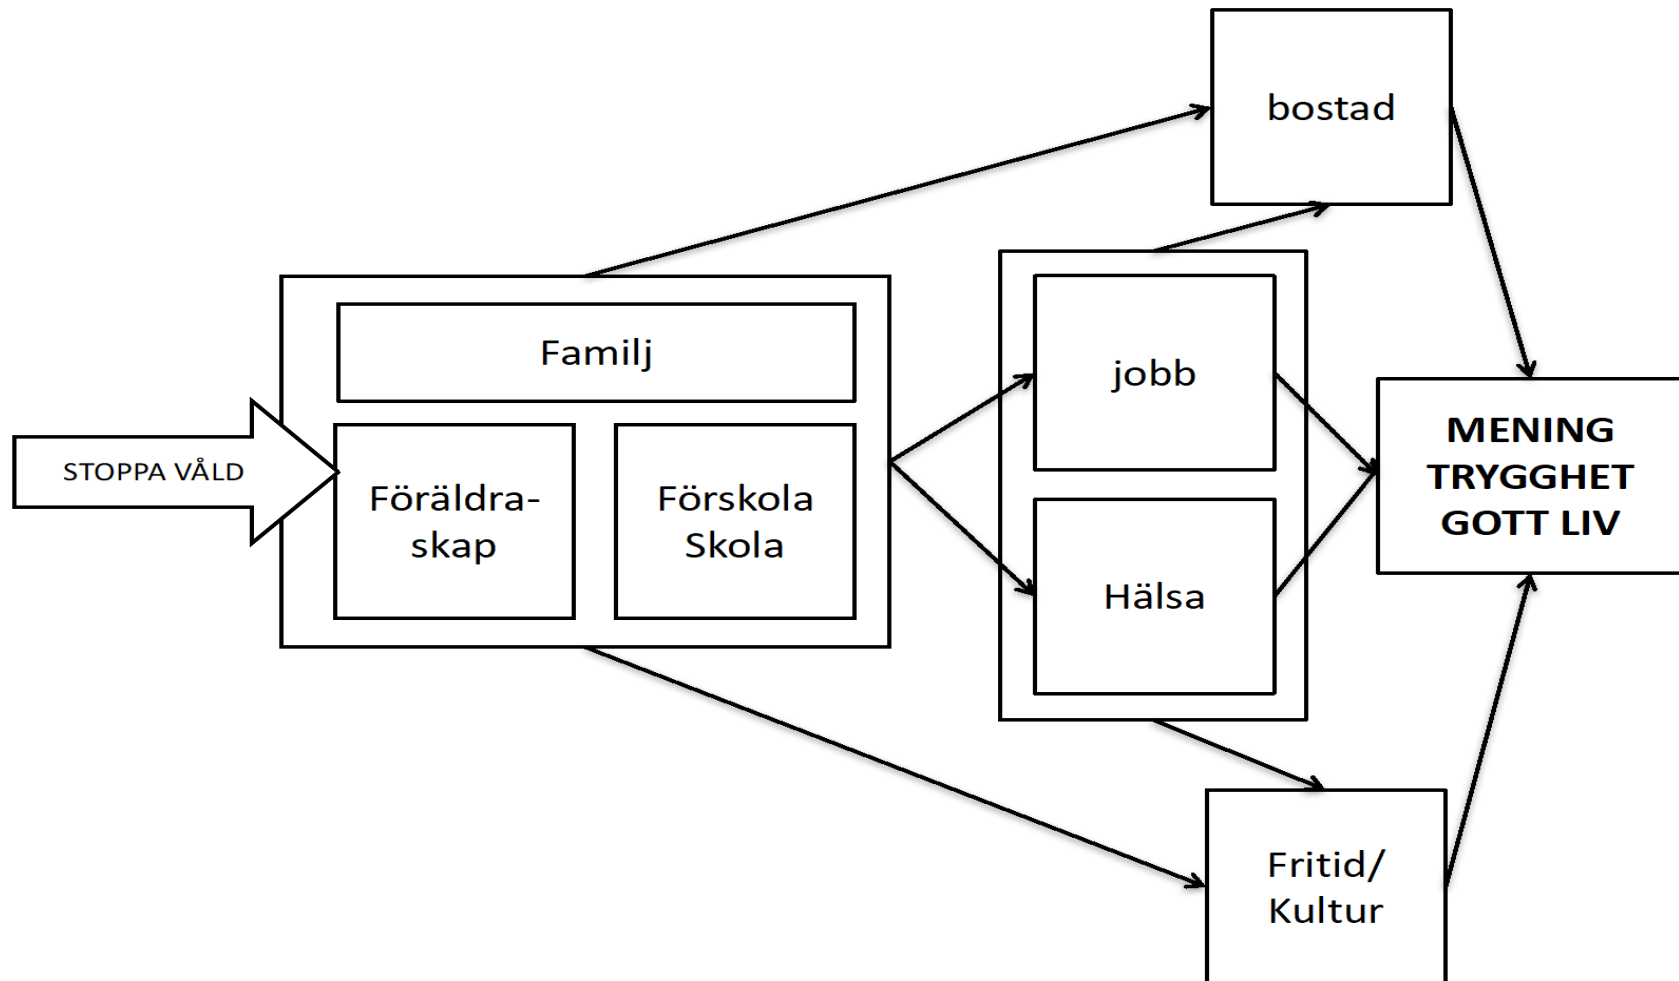 bostad
Familj
jobb
STOPPA VÅLD
Föräldra-
skap
Förskola
Skola
MENING
TRYGGHET
GOTT LIV
Hälsa
Fritid/
Kultur